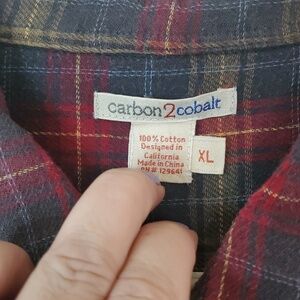 carbon2cobalt
100% Cotton
Designed in
California
Made in China
RN# 129641
XL